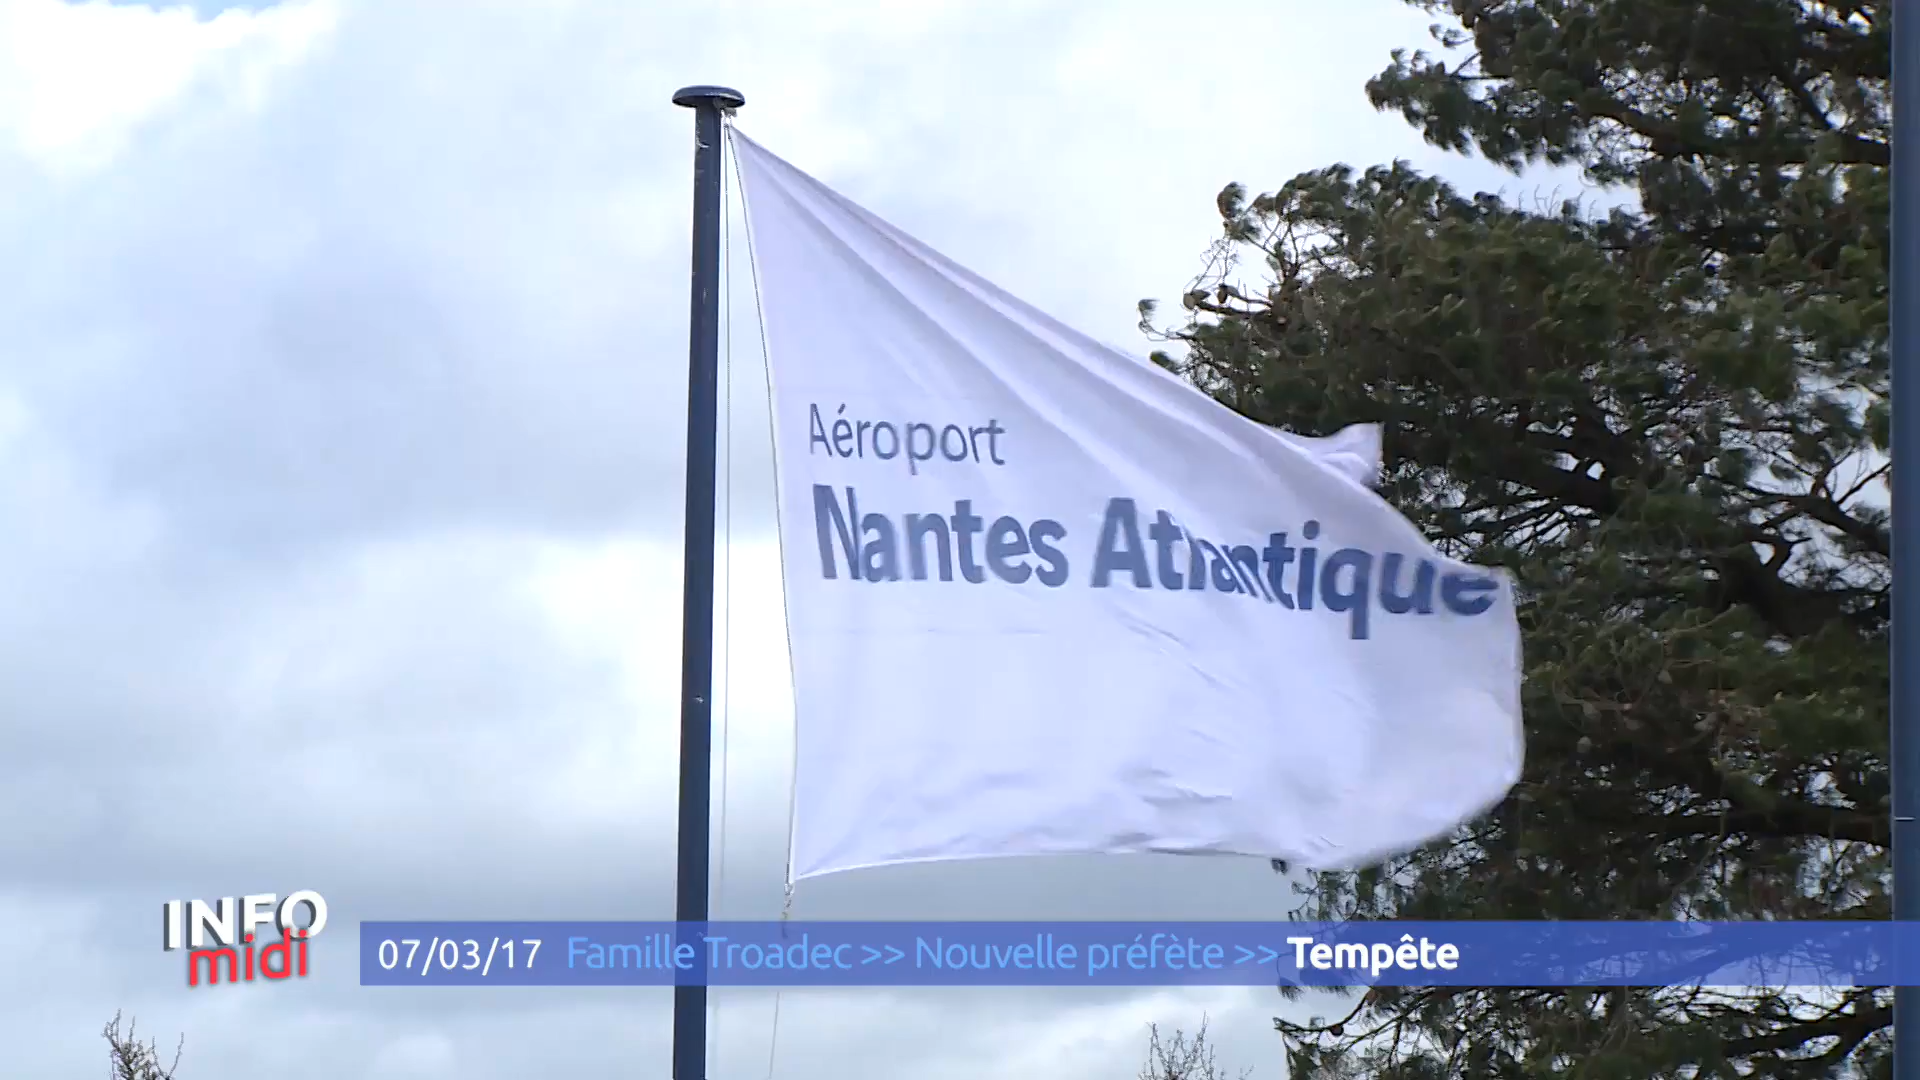 Aéroport
Nantes Atlantique
INFO
midi
07/03/17 Famille Troadec >> Nouvelle préfète >> Tempête